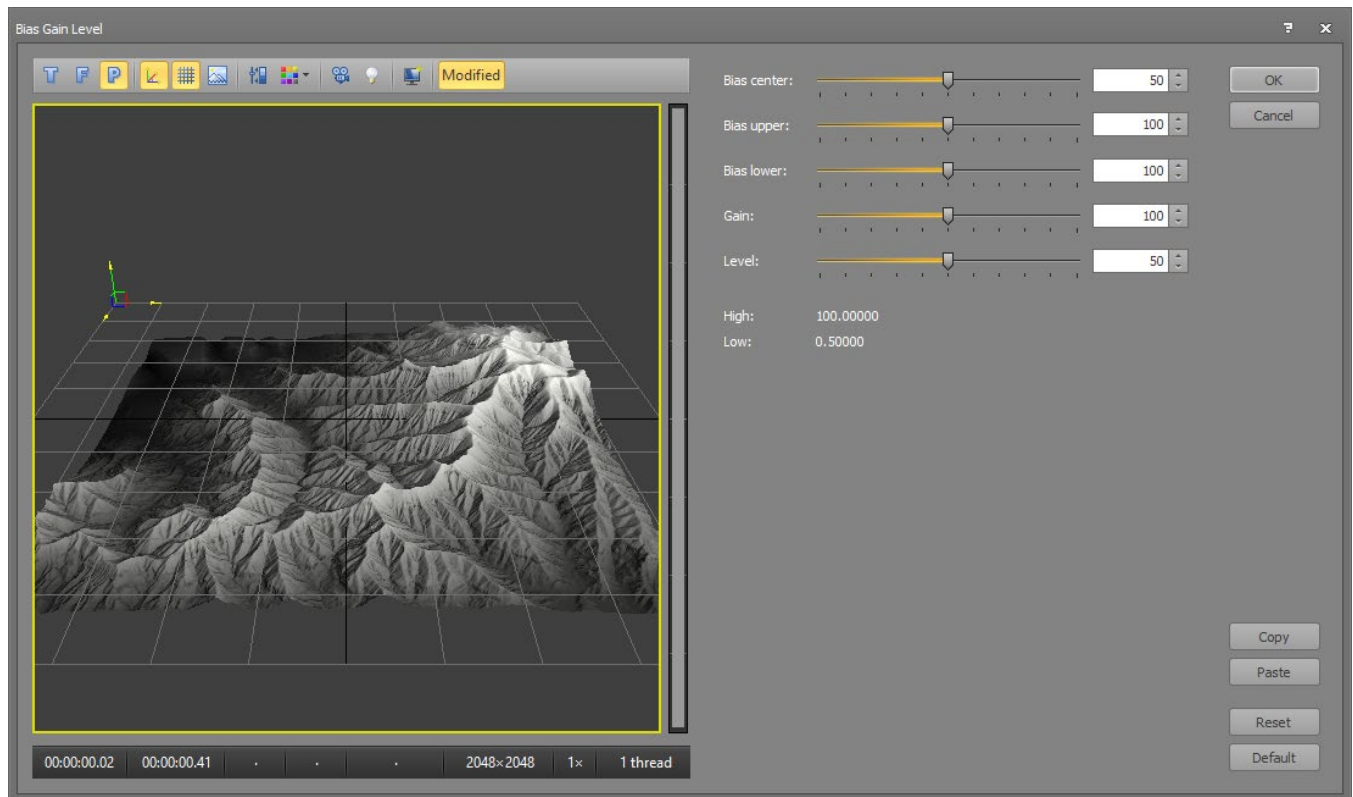 Bias Gain Level
T F P Modified
Bias center: 50
OK
Bias upper: 100
Cancel
Bias lower: 100
Gain: 100
Level: 50
High: 100.00000
Low: 0.50000
Copy
Paste
Reset
Default
00:00:00.02 00:00:00.41 · · · 2048×2048 1× 1 thread